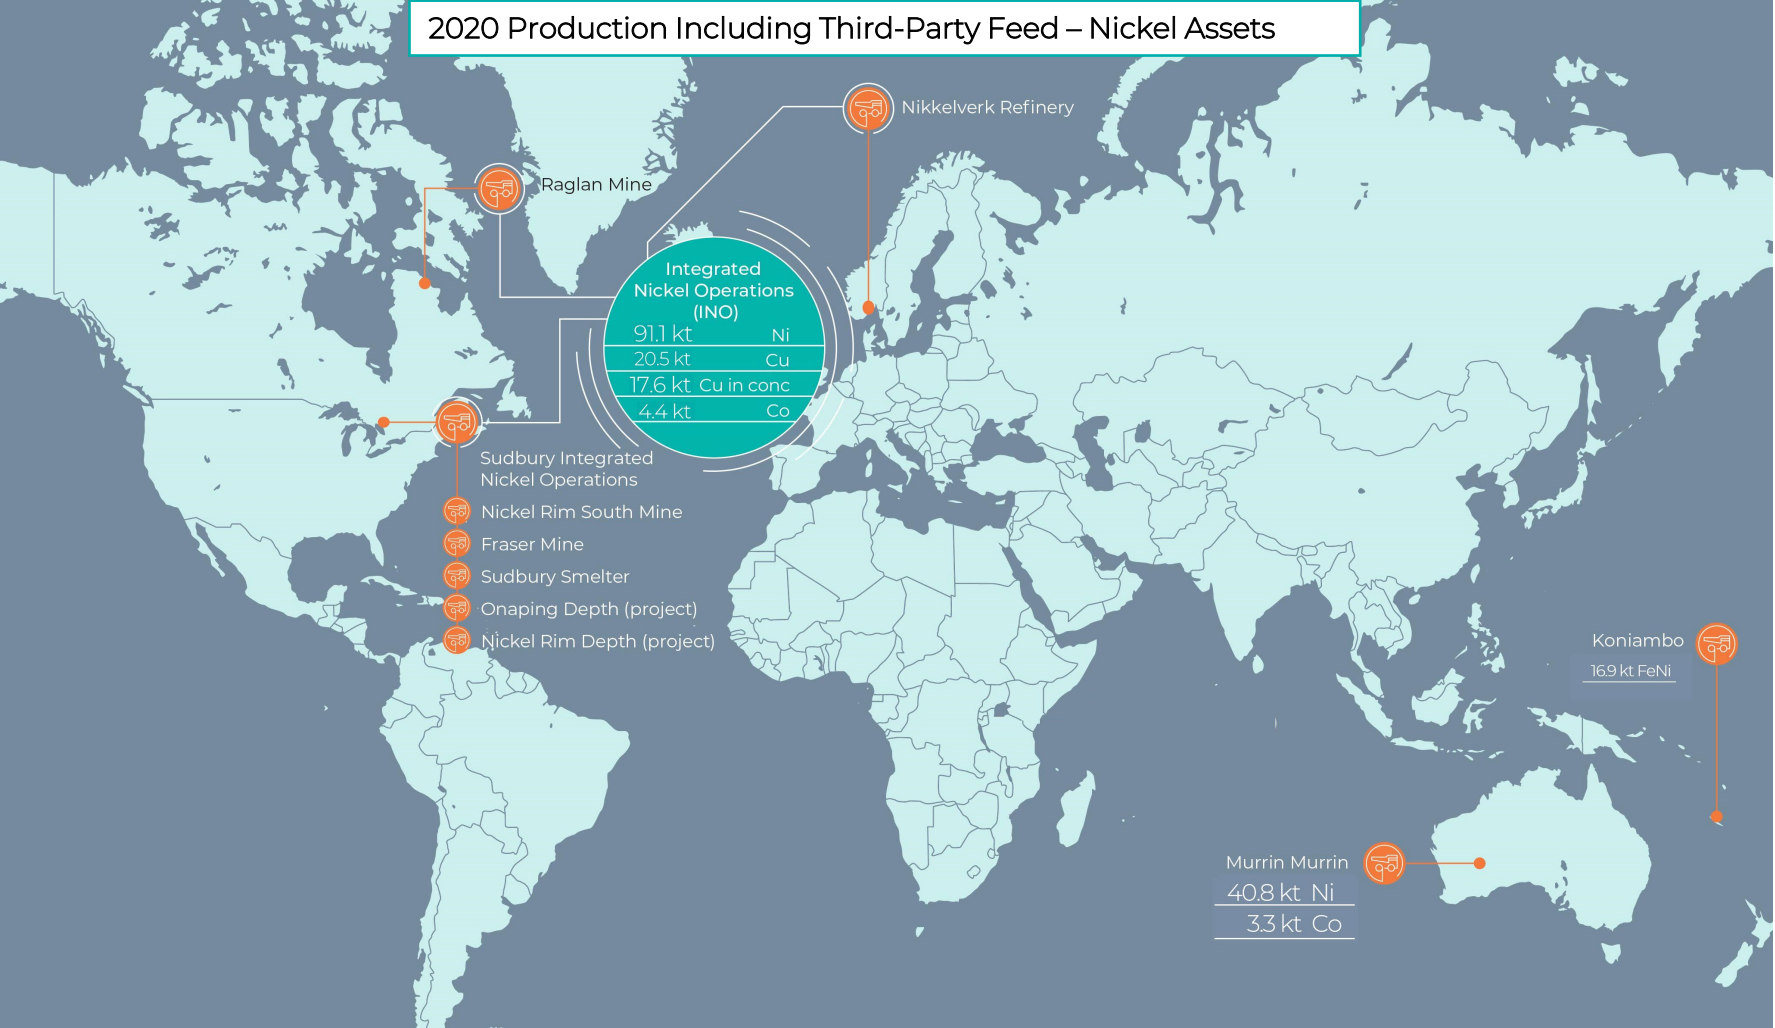 2020 Production Including Third-Party Feed – Nickel Assets
Nikkelverk Refinery
Raglan Mine
Integrated
Nickel Operations
(INO)
91.1 kt Ni
20.5 kt Cu
17.6 kt Cu in conc
4.4 kt Co
Sudbury Integrated
Nickel Operations
Nickel Rim South Mine
Fraser Mine
Sudbury Smelter
Onaping Depth (project)
Nickel Rim Depth (project)
Koniambo
16.9 kt FeNi
Murrin Murrin
40.8 kt Ni
3.3 kt Co